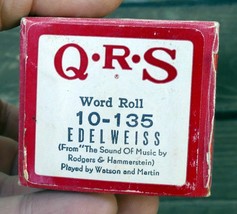 Q·R·S
®
Word Roll
10-135
EDELWEISS
(From "The Sound Of Music by
Rodgers & Hammerstein)
Played by Watson and Martin